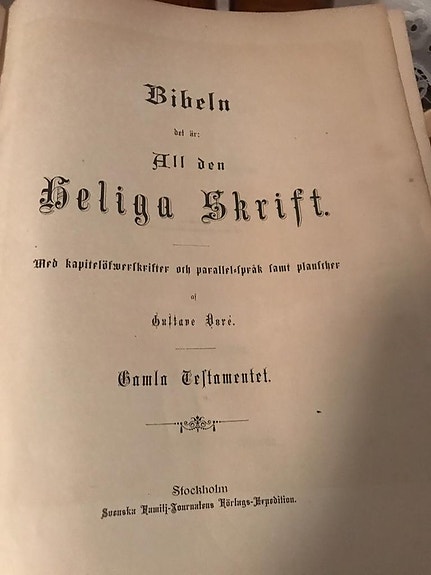 Bibeln
det är:
All den
Heliga Skrift.
Med kapitelöfwerskrifter och parallel-språk samt planscher
af
Gustave Doré.
Gamla Testamentet.
Stockholm
Svenska Familj-Journalens Förlags-Expedition.